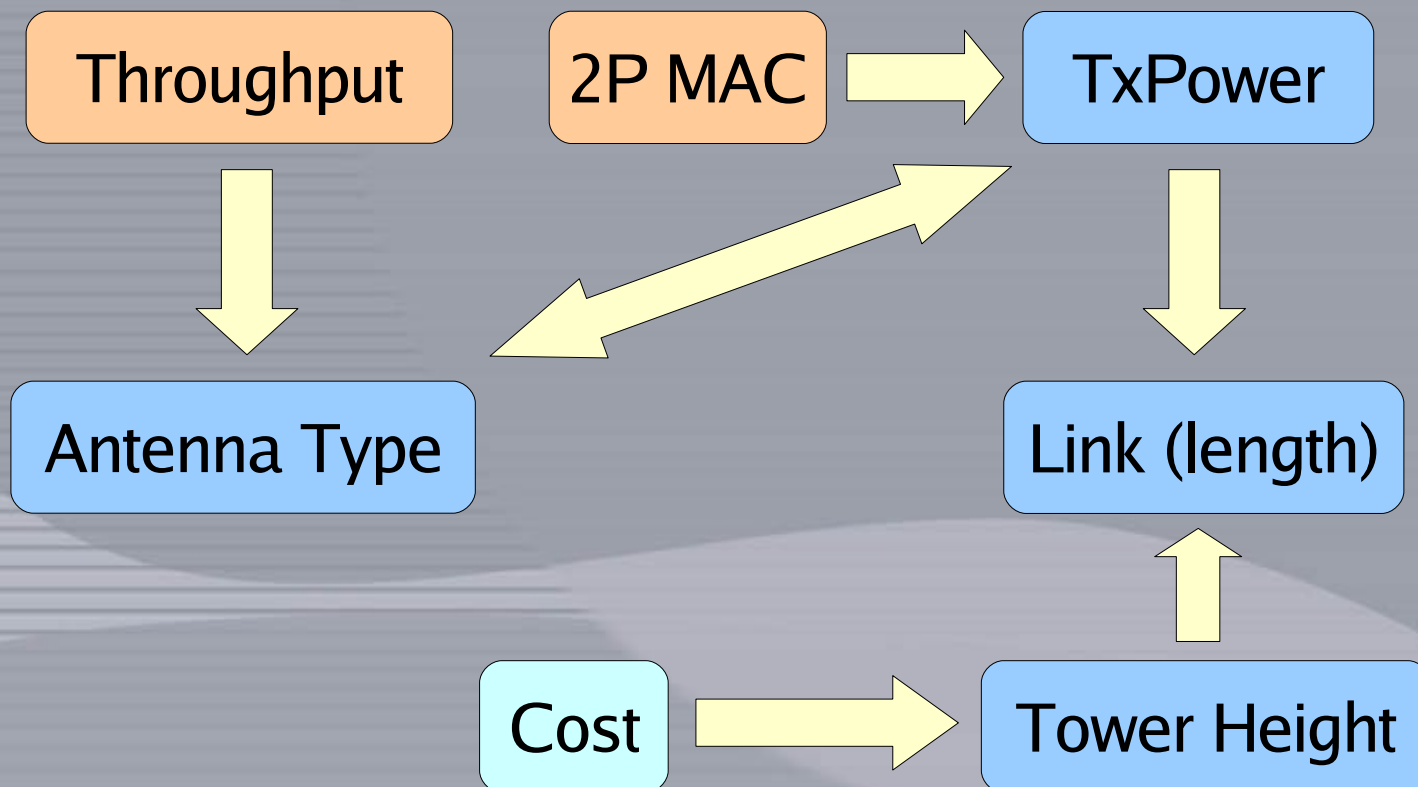 Throughput
2P MAC
TxPower
Antenna Type
Link (length)
Cost
Tower Height